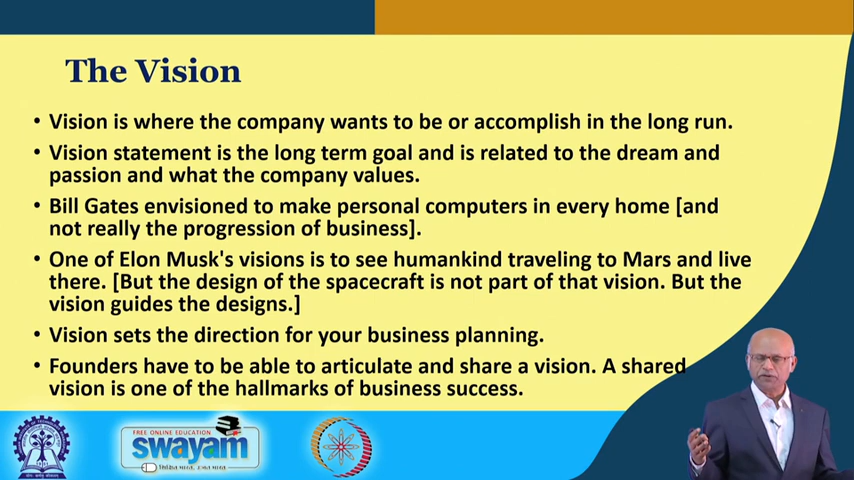 The Vision
• Vision is where the company wants to be or accomplish in the long run.
• Vision statement is the long term goal and is related to the dream and
passion and what the company values.
• Bill Gates envisioned to make personal computers in every home [and
not really the progression of business].
• One of Elon Musk's visions is to see humankind traveling to Mars and live
there. [But the design of the spacecraft is not part of that vision. But the
vision guides the designs.]
• Vision sets the direction for your business planning.
• Founders have to be able to articulate and share a vision. A shared
vision is one of the hallmarks of business success.
FREE ONLINE EDUCATION
swayam